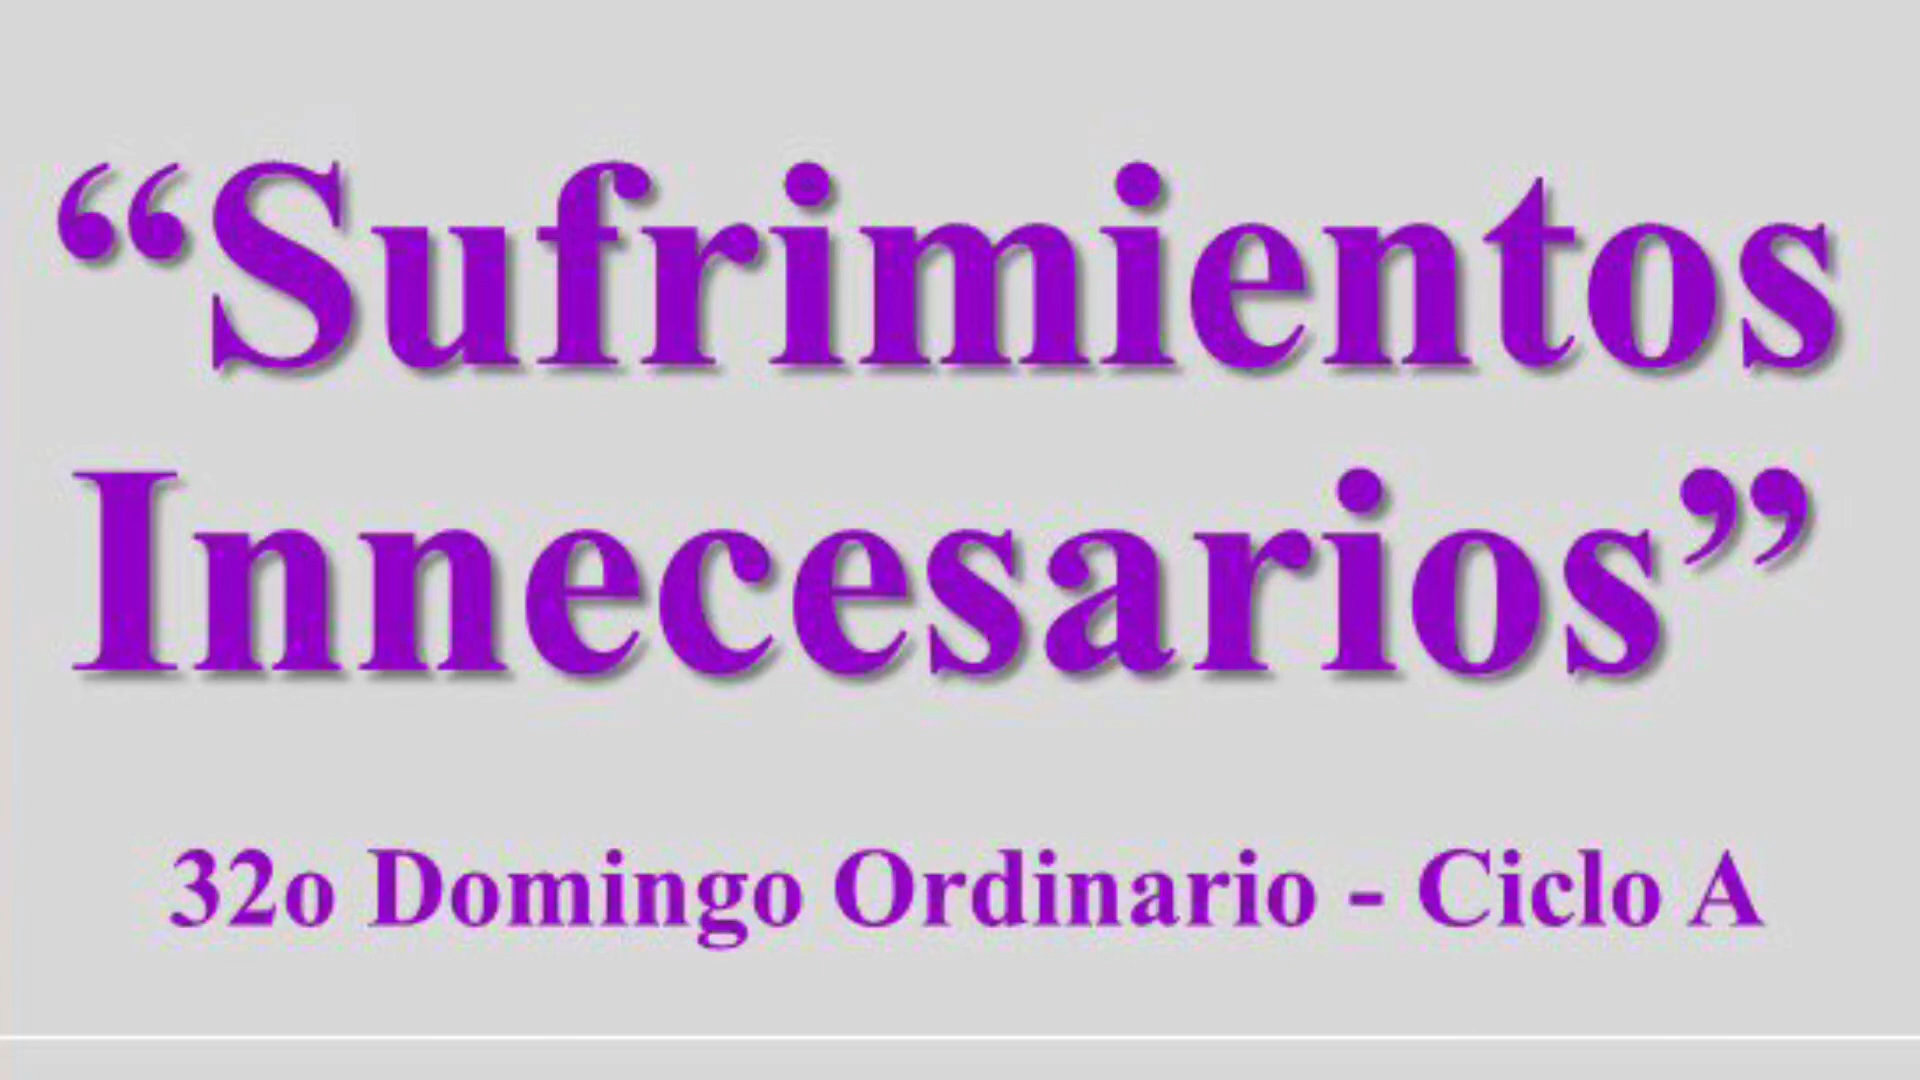 “Sufrimientos
Innecesarios”
32o Domingo Ordinario - Ciclo A